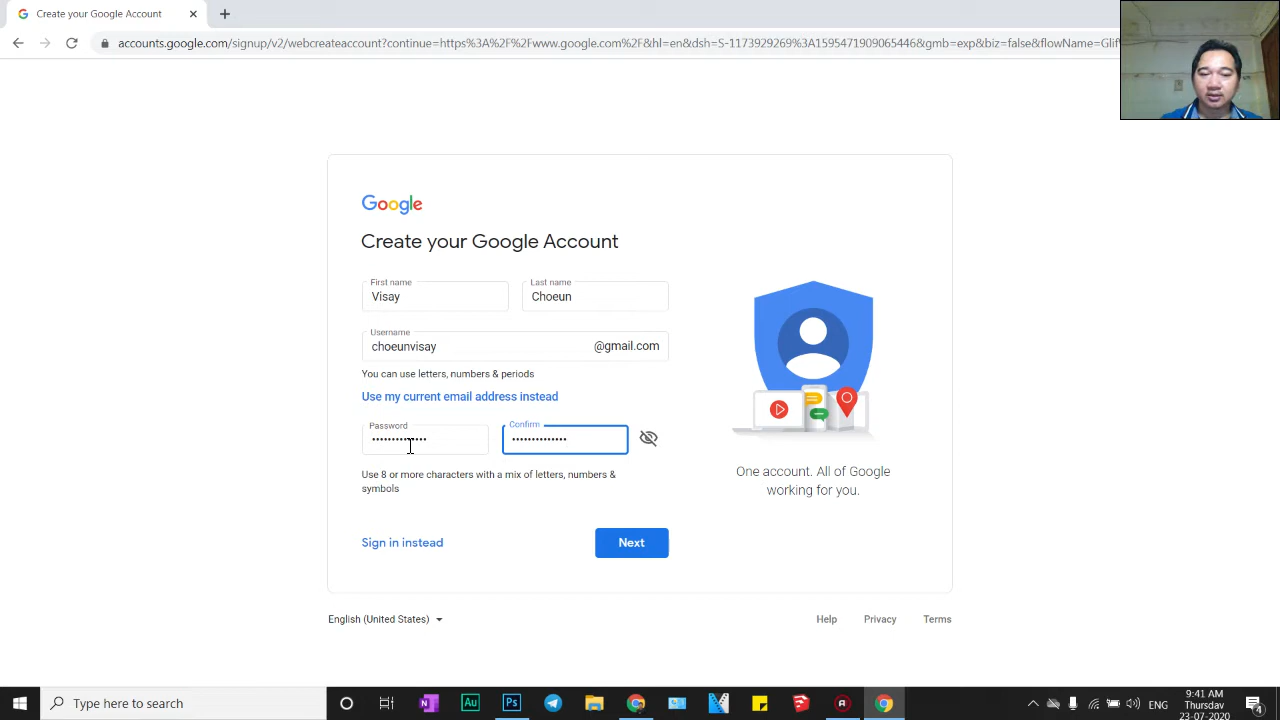 Create your Google Account
accounts.google.com/signup/v2/webcreateaccount?continue=https%3A%2F%2Fwww.google.com%2F&hl=en&dsh=S-1173929269%3A1595471909065446&gmb=exp&biz=false&flowName=Glif
Google
Create your Google Account
First name
Last name
Visay
Choeun
Username
choeunvisay
@gmail.com
You can use letters, numbers & periods
Use my current email address instead
Password
Confirm
••••••••••••••
••••••••••••••
Use 8 or more characters with a mix of letters, numbers &
symbols
One account. All of Google
working for you.
Sign in instead
Next
English (United States)
Help
Privacy
Terms
Type here to search
N
Au
Ps
ENG
9:41 AM
Thursday
23-07-2020
4